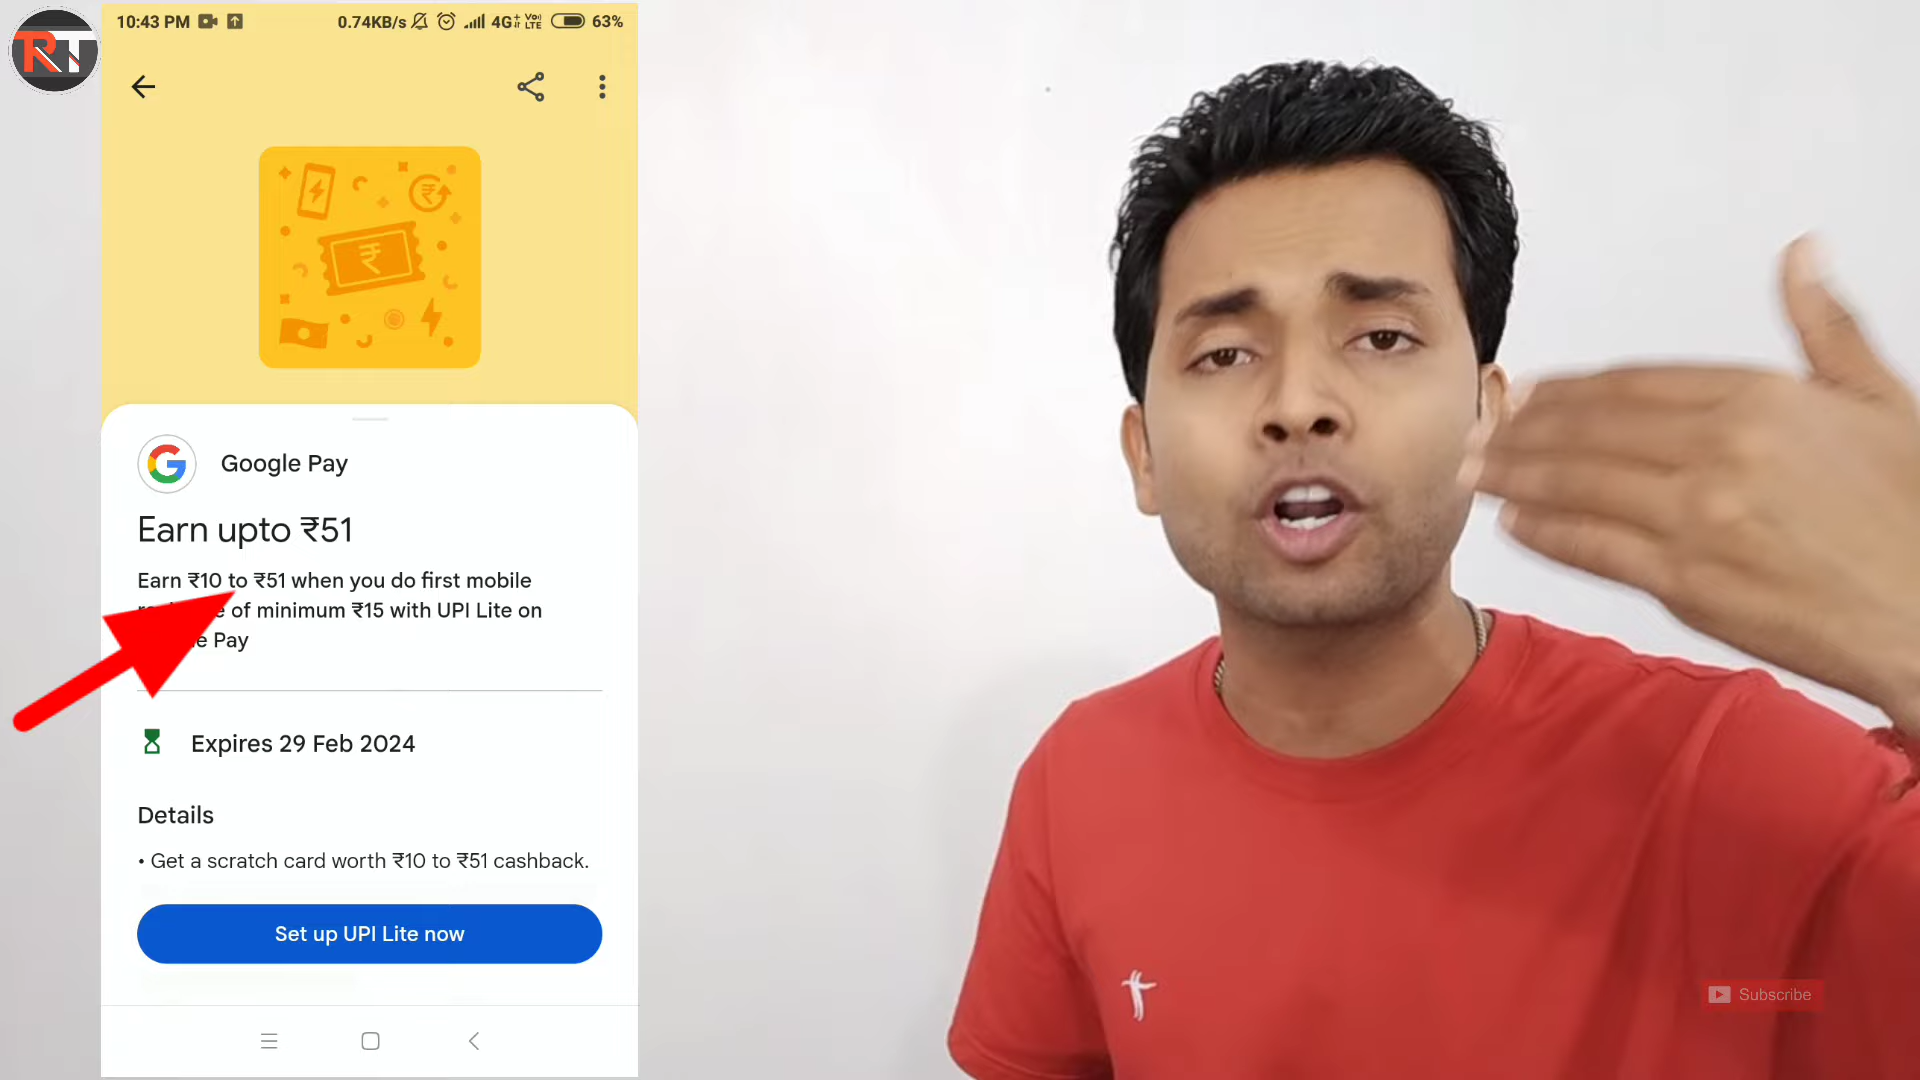 RT
10:43 PM
0.74KB/s 4G+ VoLTE 63%
Google Pay
Earn upto ₹51
Earn ₹10 to ₹51 when you do first mobile
of minimum ₹15 with UPI Lite on
Pay
Expires 29 Feb 2024
Details
• Get a scratch card worth ₹10 to ₹51 cashback.
Set up UPI Lite now
Subscribe